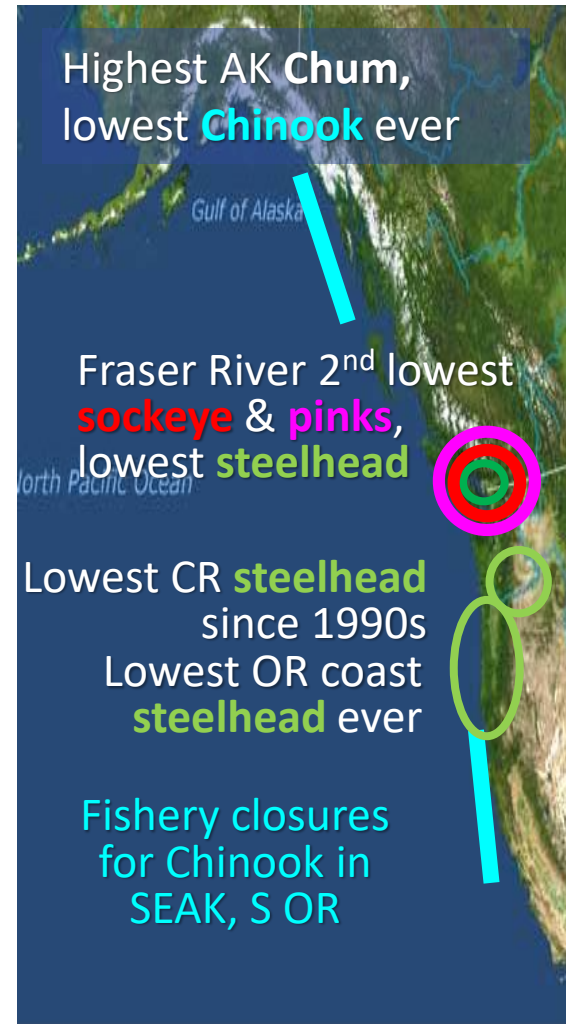 Highest AK Chum,
lowest Chinook ever
Gulf of Alaska
Fraser River 2nd lowest
sockeye & pinks,
lowest steelhead
orth Pacific Ocean
Lowest CR steelhead
since 1990s
Lowest OR coast
steelhead ever
Fishery closures
for Chinook in
SEAK, S OR